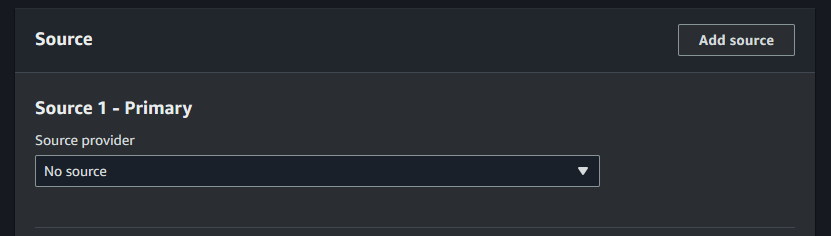 Source
Add source
Source 1 - Primary
Source provider
No source